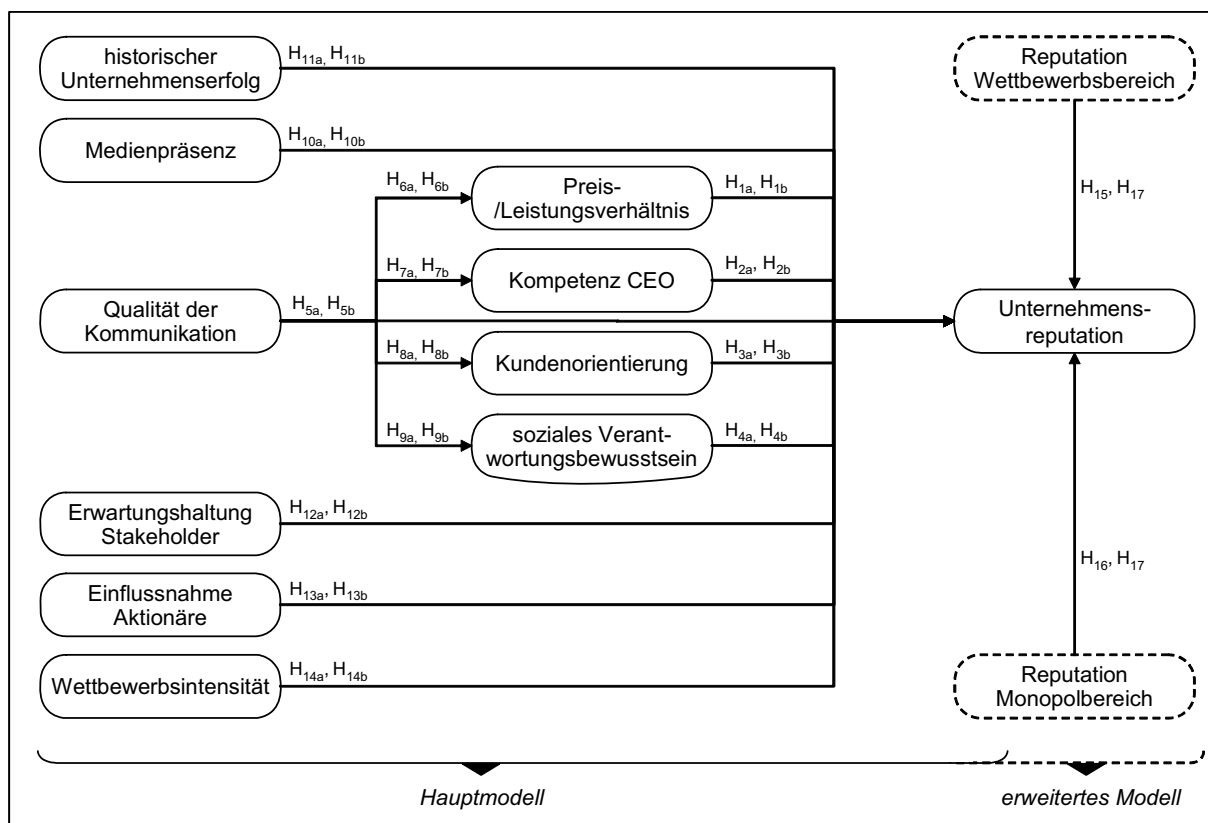 historischer
Unternehmenserfolg
H11a, H11b
Reputation
Wettbewerbsbereich
Medienpräsenz
H10a, H10b
H6a, H6b
Preis-
/Leistungsverhältnis
H1a, H1b
H15, H17
H7a, H7b
Kompetenz CEO
H2a, H2b
Qualität der
Kommunikation
H5a, H5b
Unternehmens-
reputation
H8a, H8b
Kundenorientierung
H3a, H3b
H9a, H9b
soziales Verant-
wortungsbewusstsein
H4a, H4b
Erwartungshaltung
Stakeholder
H12a, H12b
H16, H17
Einflussnahme
Aktionäre
H13a, H13b
Wettbewerbsintensität
H14a, H14b
Reputation
Monopolbereich
Hauptmodell
erweitertes Modell